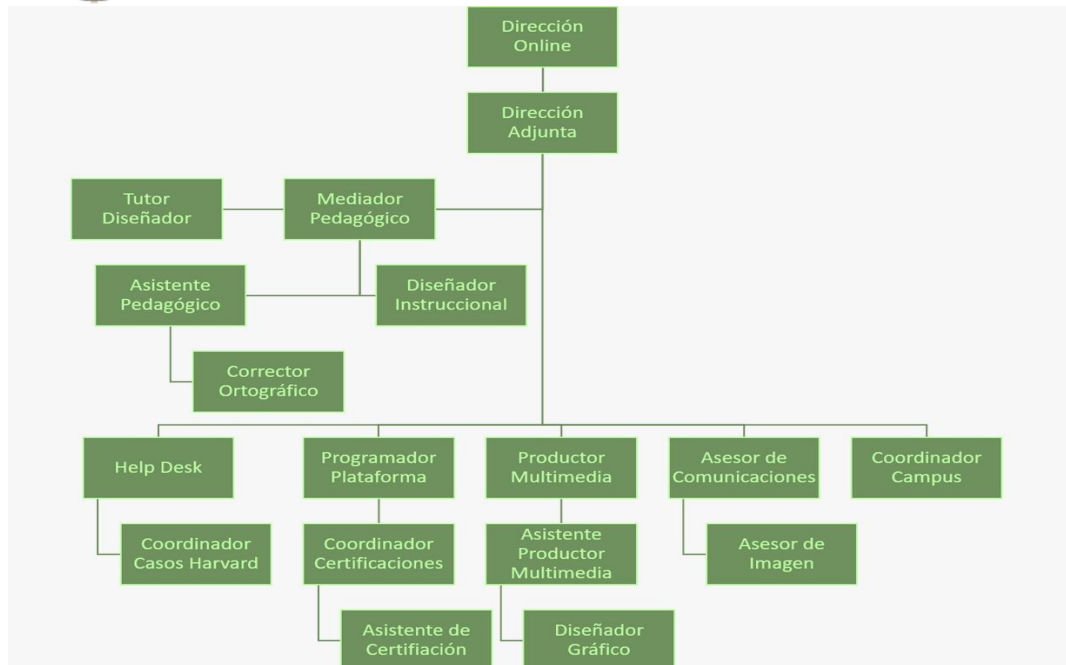 Dirección
Online
Dirección
Adjunta
Tutor
Diseñador
Mediador
Pedagógico
Asistente
Pedagógico
Diseñador
Instruccional
Corrector
Ortográfico
Help Desk
Programador
Plataforma
Productor
Multimedia
Asesor de
Comunicaciones
Coordinador
Campus
Coordinador
Casos Harvard
Coordinador
Certificaciones
Asistente
Productor
Multimedia
Asesor de
Imagen
Asistente de
Certifiación
Diseñador
Gráfico